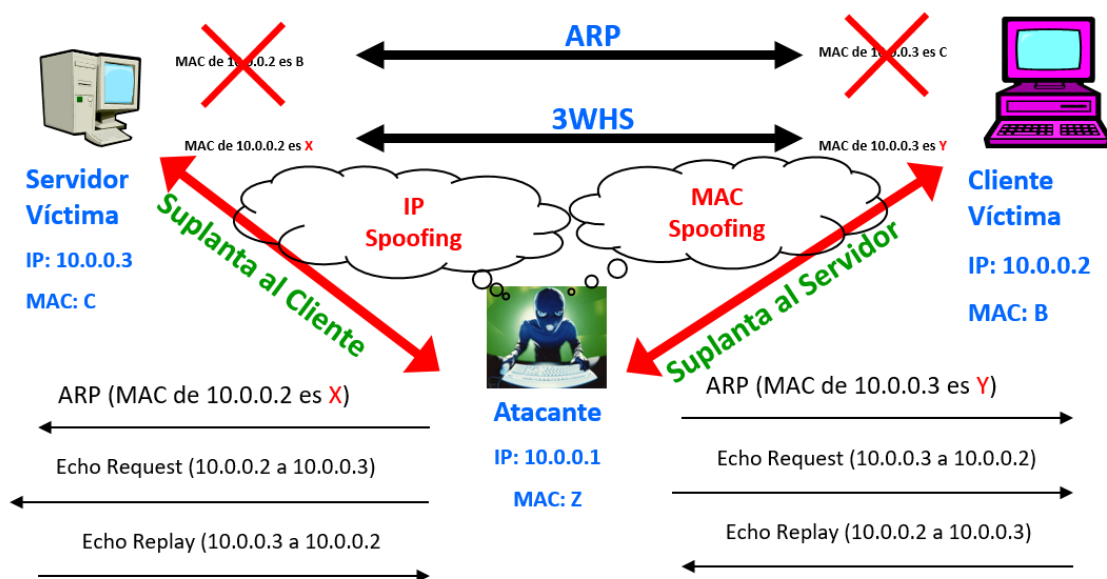 ARP
MAC de 10.0.0.2 es B
MAC de 10.0.0.3 es C
3WHS
MAC de 10.0.0.2 es X
MAC de 10.0.0.3 es Y
Servidor
Víctima
IP: 10.0.0.3
MAC: C
IP
Spoofing
MAC
Spoofing
Cliente
Víctima
IP: 10.0.0.2
MAC: B
Suplanta al Cliente
Suplanta al Servidor
Atacante
IP: 10.0.0.1
MAC: Z
ARP (MAC de 10.0.0.2 es X)
Echo Request (10.0.0.2 a 10.0.0.3)
Echo Replay (10.0.0.3 a 10.0.0.2
ARP (MAC de 10.0.0.3 es Y)
Echo Request (10.0.0.3 a 10.0.0.2)
Echo Replay (10.0.0.2 a 10.0.0.3)